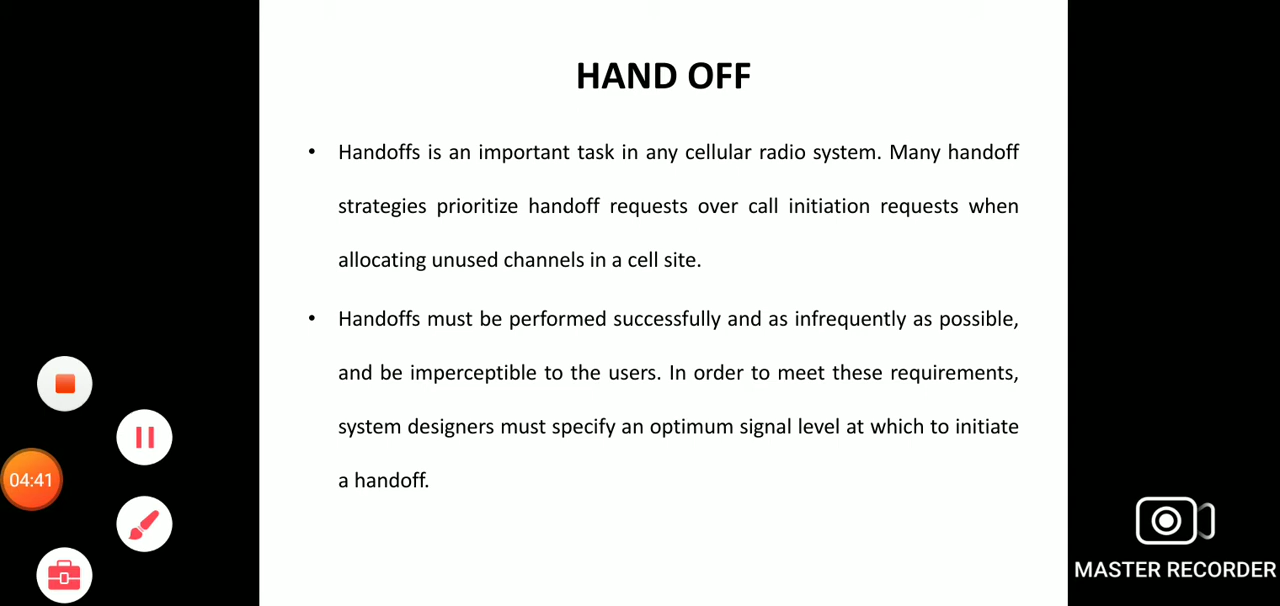 HAND OFF
• Handoffs is an important task in any cellular radio system. Many handoff
strategies prioritize handoff requests over call initiation requests when
allocating unused channels in a cell site.
• Handoffs must be performed successfully and as infrequently as possible,
and be imperceptible to the users. In order to meet these requirements,
system designers must specify an optimum signal level at which to initiate
a handoff.
04:41
MASTER RECORDER